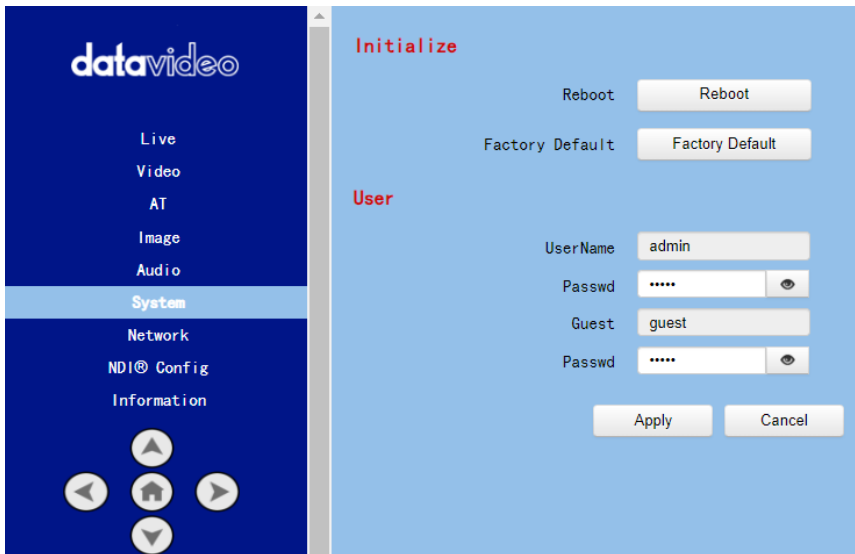 datavideo
Live
Video
AT
Image
Audio
System
Network
NDI® Config
Information
Initialize
Reboot Reboot
Factory Default Factory Default
User
UserName admin
Passwd •••••
Guest guest
Passwd •••••
Apply Cancel